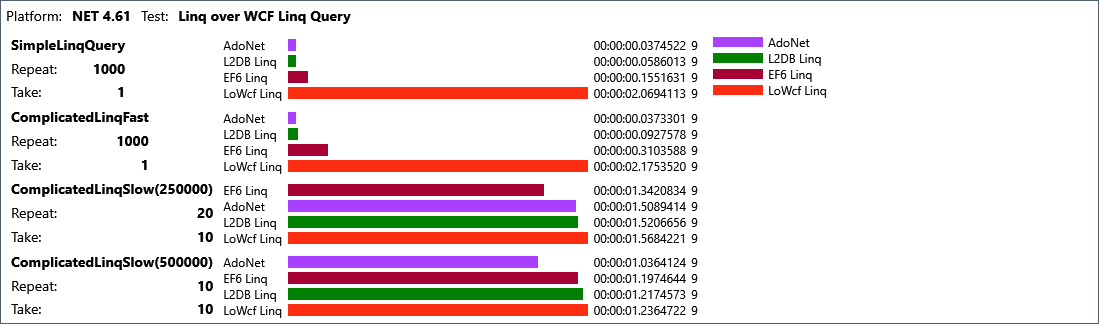 Platform: NET 4.61 Test: Linq over WCF Linq Query
SimpleLinqQuery
Repeat: 1000
Take: 1
AdoNet 00:00:00.0374522 9
L2DB Linq 00:00:00.0586013 9
EF6 Linq 00:00:00.1551631 9
LoWcf Linq 00:00:02.0694113 9
AdoNet
L2DB Linq
EF6 Linq
LoWcf Linq
ComplicatedLinqFast
Repeat: 1000
Take: 1
AdoNet 00:00:00.0373301 9
L2DB Linq 00:00:00.0927578 9
EF6 Linq 00:00:00.3103588 9
LoWcf Linq 00:00:02.1753520 9
ComplicatedLinqSlow(250000)
Repeat: 20
Take: 10
EF6 Linq 00:00:01.3420834 9
AdoNet 00:00:01.5089414 9
L2DB Linq 00:00:01.5206656 9
LoWcf Linq 00:00:01.5684221 9
ComplicatedLinqSlow(500000)
Repeat: 10
Take: 10
AdoNet 00:00:01.0364124 9
EF6 Linq 00:00:01.1974644 9
L2DB Linq 00:00:01.2174573 9
LoWcf Linq 00:00:01.2364722 9